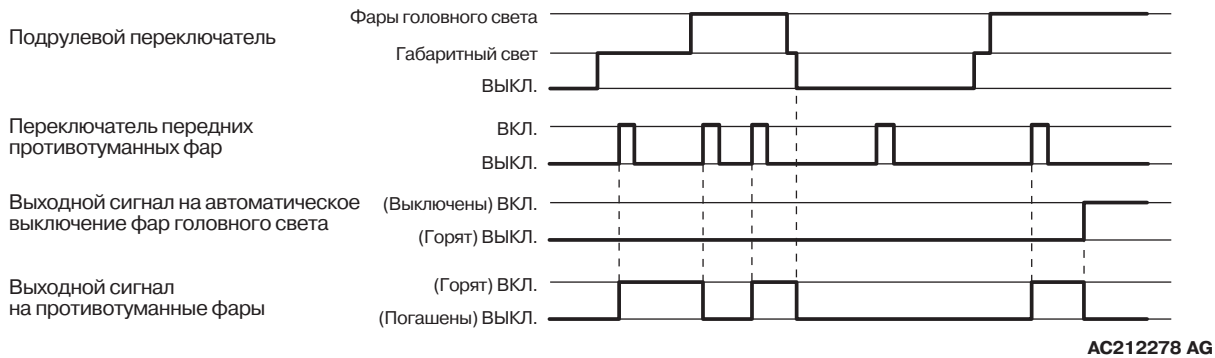 Подрулевой переключатель
Фары головного света
Габаритный свет
ВЫКЛ.
Переключатель передних
противотуманных фар
ВКЛ.
ВЫКЛ.
Выходной сигнал на автоматическое
выключение фар головного света
(Выключены) ВКЛ.
(Горят) ВЫКЛ.
Выходной сигнал
на противотуманные фары
(Горят) ВКЛ.
(Погашены) ВЫКЛ.
AC212278 AG